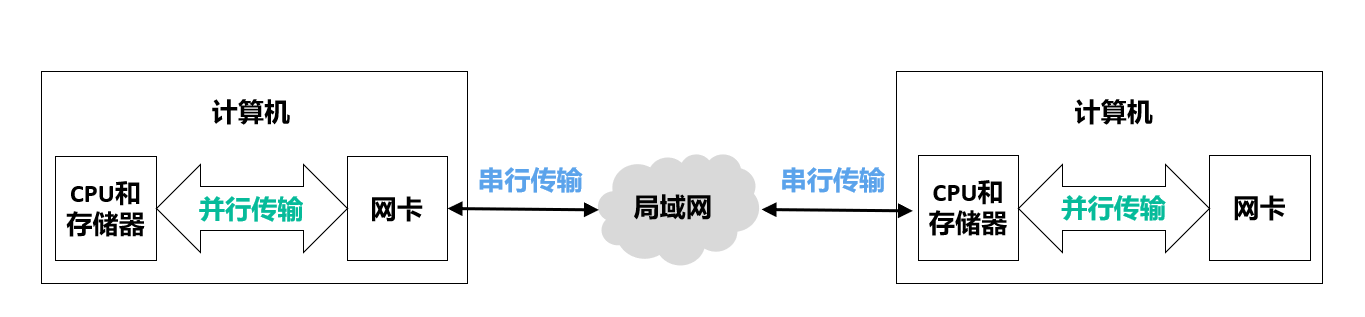 计算机
CPU和
存储器
并行传输
网卡
串行传输
局域网
串行传输
计算机
CPU和
存储器
并行传输
网卡